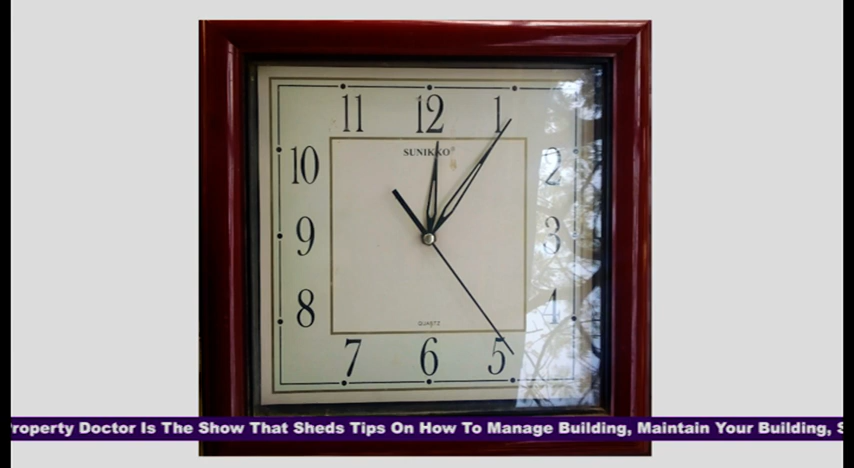 11 12 1
SUNIKKO
10 2
9 3
8 4
QUARTZ
7 6 5
Property Doctor Is The Show That Sheds Tips On How To Manage Building, Maintain Your Building,